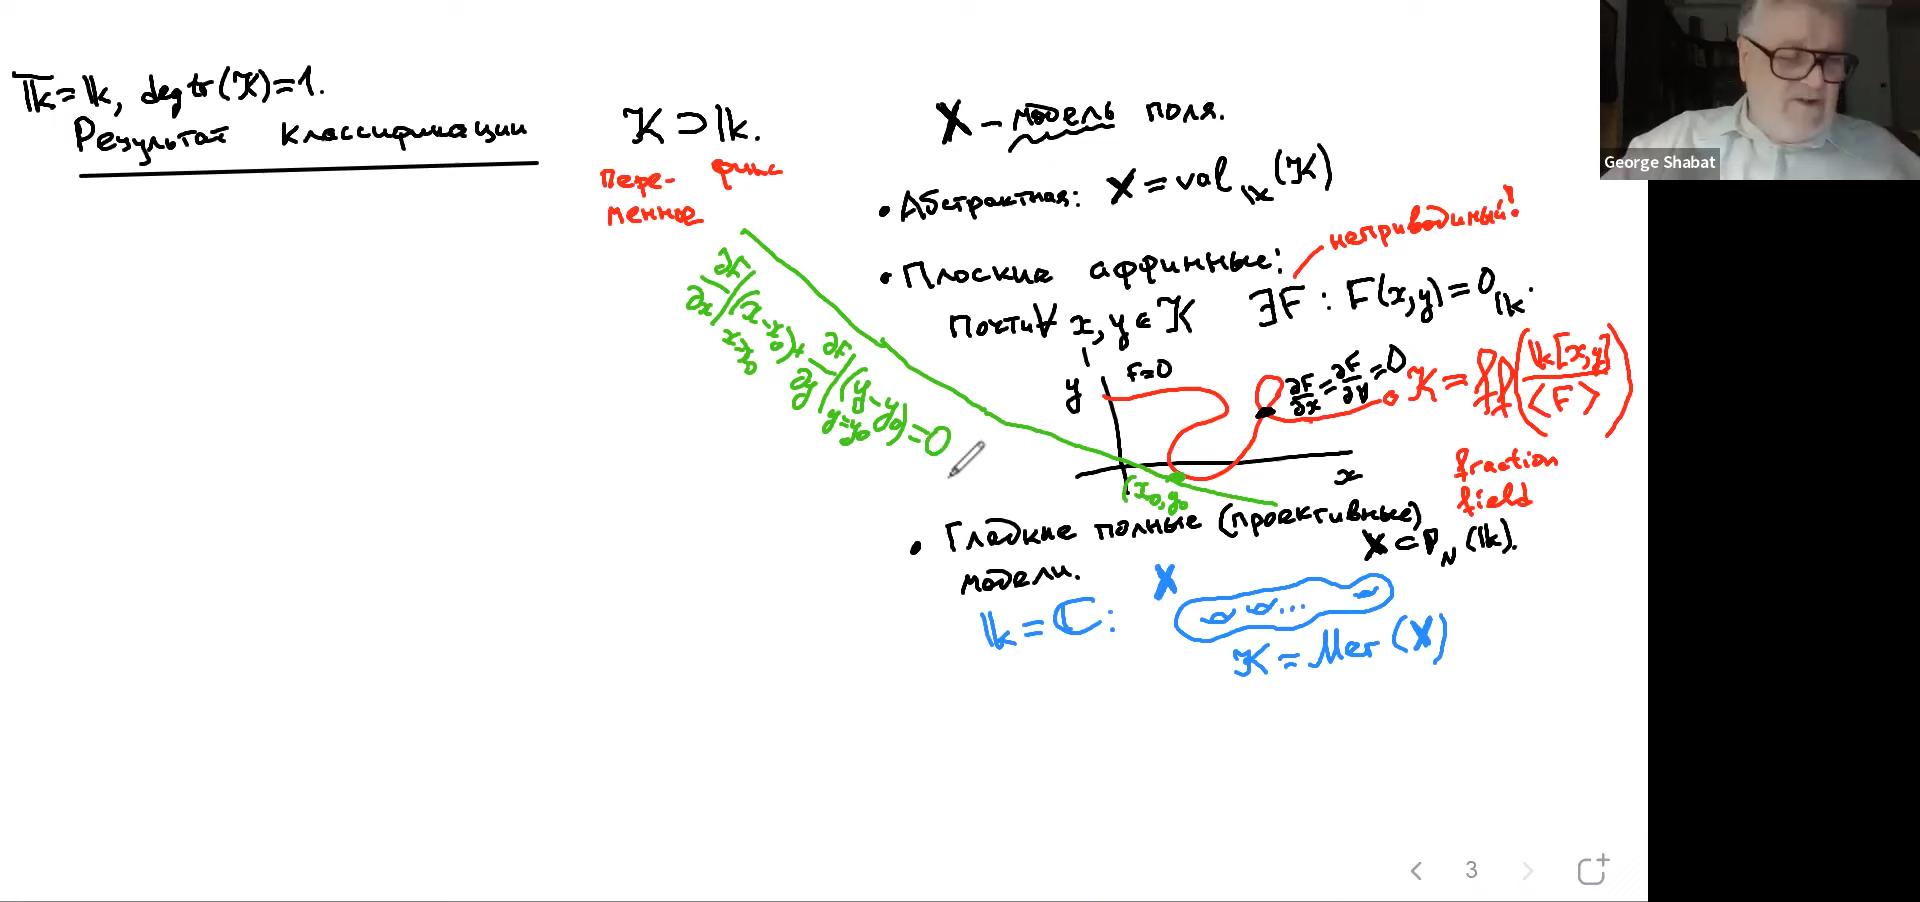 k̅ = k, deg tr(K) = 1.
Результат классификации
K ⊃ k.
пере-
менные
фикс
X – модель поля.
• Абстрактная: X = val_k(K)
• Плоские аффинные:
неприводимый!
Почти ∀ x, y ∈ K ∃F : F(x,y) = 0_k.
y
F=0
∂F/∂x = ∂F/∂y = 0
K = ff(k[x,y]/<F>)
x
fraction
field
∂F/∂x|x=x₀ (x-x₀) + ∂F/∂y|y=y₀ (y-y₀) = 0
(x₀,y₀
• Гладкие полные (проективные)
модели.
X ⊂ P_N(k).
k = C:
X
...
K = Mer(X)
George Shabat
3